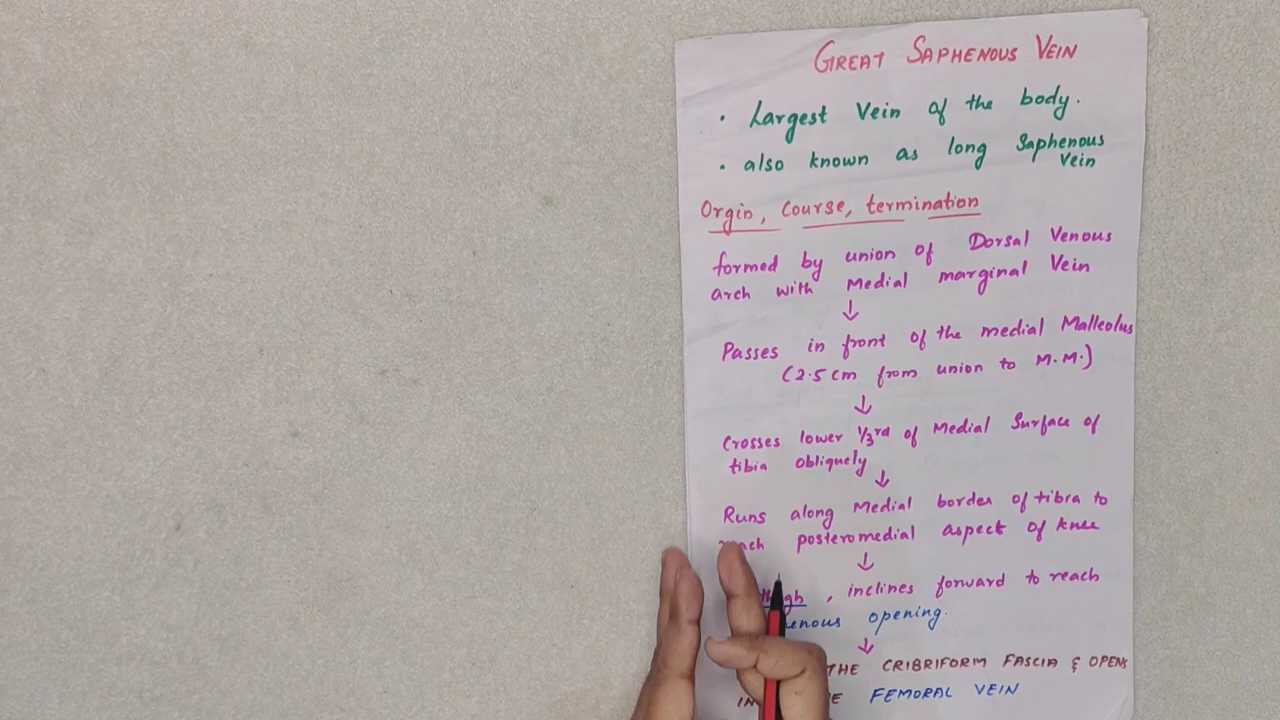 GREAT SAPHENOUS VEIN
• Largest Vein of the body.
• also known as long Saphenous
Vein
Orgin, Course, termination
formed by union of Dorsal Venous
arch with Medial marginal Vein
↓
Passes in front of the medial Malleolus
(2.5 cm from union to M.M.)
↓
Crosses lower 1/3rd of Medial Surface of
tibia obliquely
↓
Runs along Medial border of tibia to
posteromedial aspect of knee
↓
, inclines forward to reach
opening.
↓
THE CRIBRIFORM FASCIA & OPENS
FEMORAL VEIN